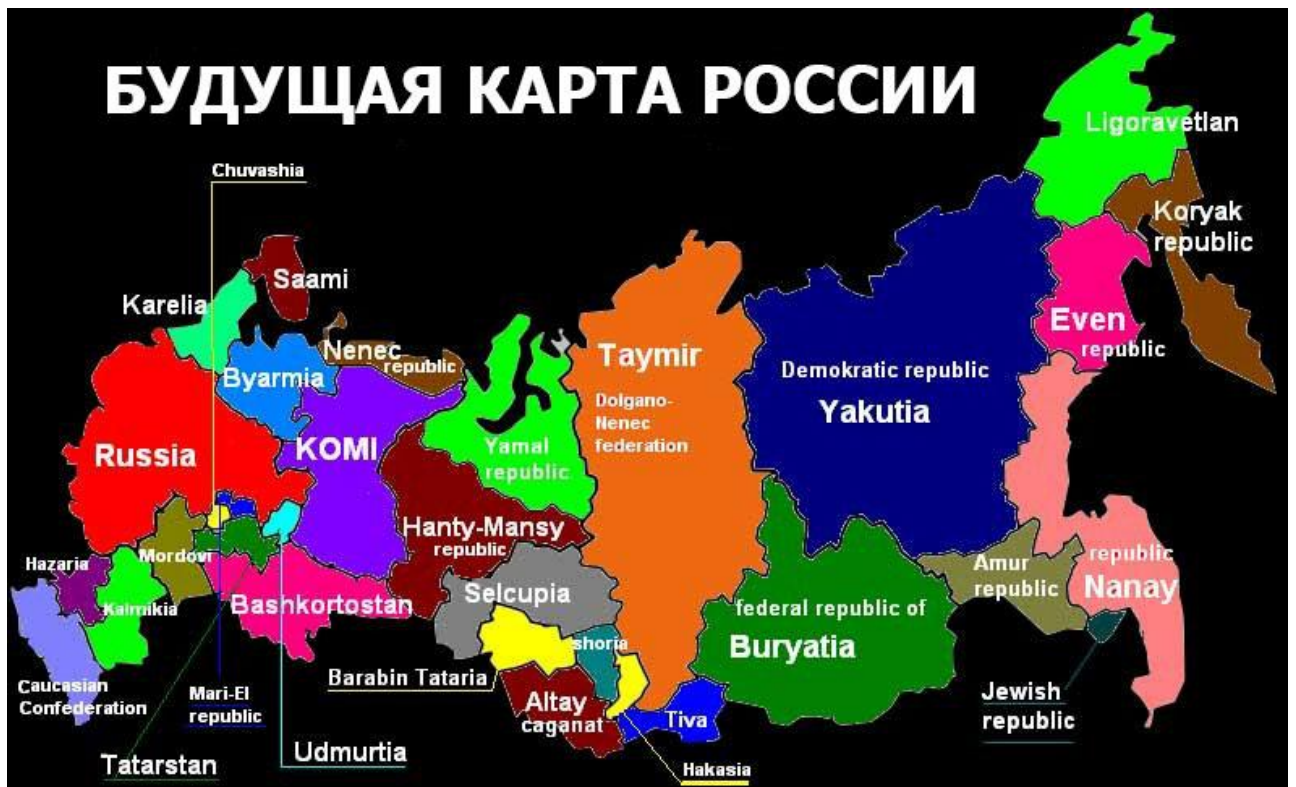 БУДУЩАЯ КАРТА РОССИИ
Ligoravetlan
Chuvashia
Koryak
republic
Saami
Karelia
Even
republic
Nenec
republic
Taymir
Dolgano-
Nenec
federation
Demokratic republic
Yakutia
Byarmia
Russia
KOMI
Yamal
republic
Hanty-Mansy
republic
Mordovi
Hazaria
Kalmikia
Bashkortostan
Selcupia
Amur
republic
republic
Nanay
federal republic of
Buryatia
shoria
Barabin Tataria
Caucasian
Confederation
Mari-El
republic
Altay
caganat
Tiva
Jewish
republic
Tatarstan
Udmurtia
Hakasia